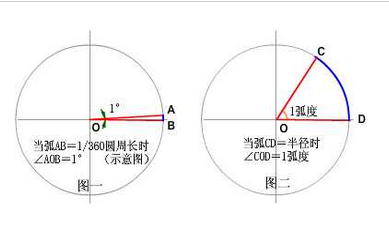 1°
A
O
B
当弧AB=1/360圆周长时
∠AOB=1° （示意图）
图一
C
1弧度
O
D
当弧CD=半径时
∠COD=1弧度
图二